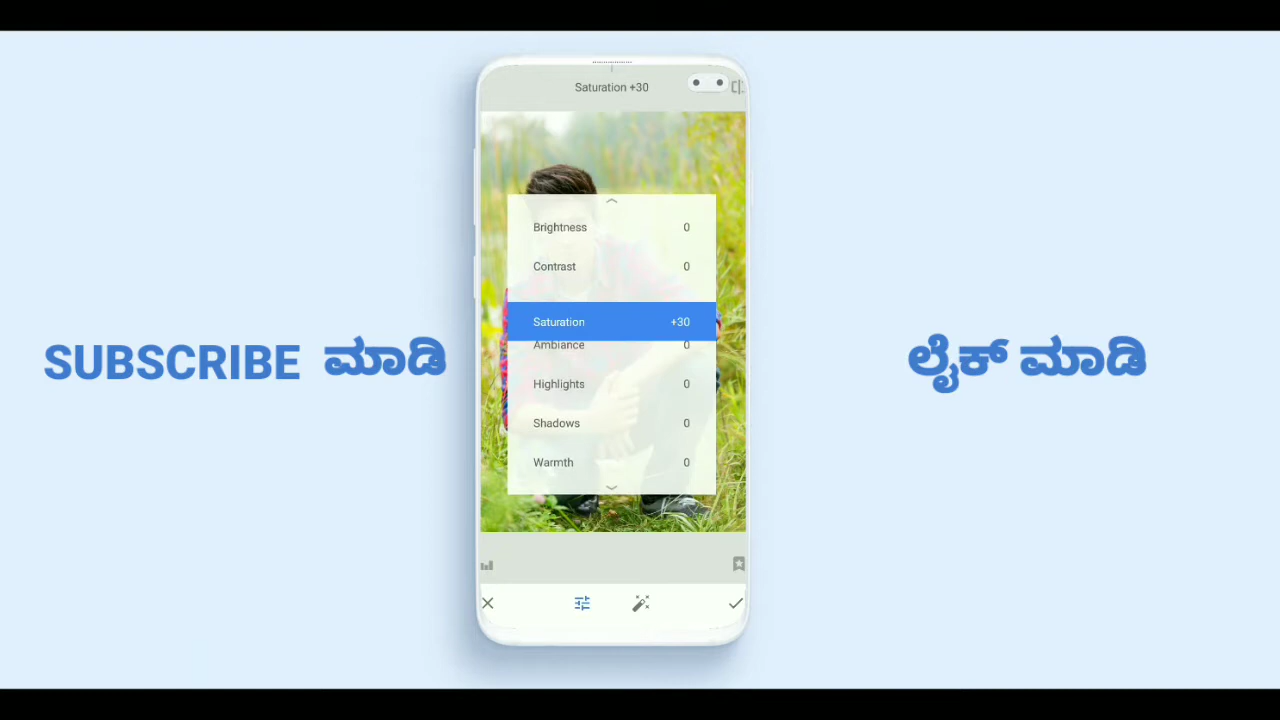 Saturation +30
Brightness 0
Contrast 0
Saturation +30
Ambiance 0
Highlights 0
Shadows 0
Warmth 0
SUBSCRIBE ಮಾಡಿ
ಲೈಕ್ ಮಾಡಿ